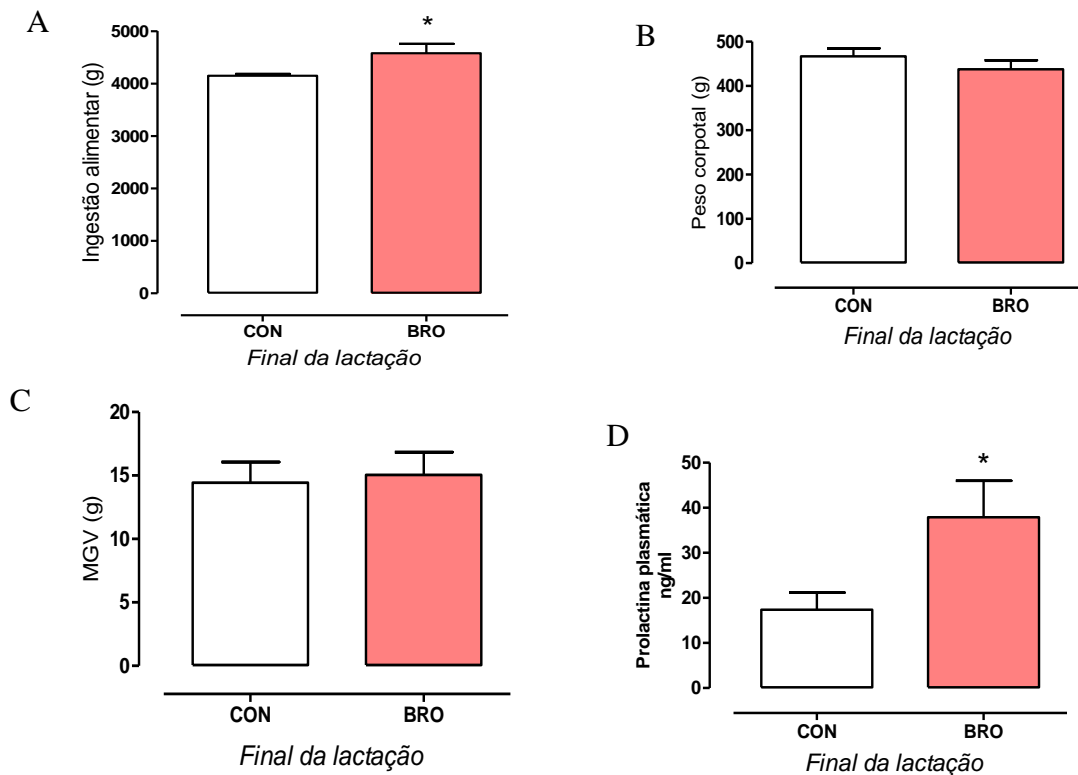 A
Ingestão alimentar (g)
5000
4000
3000
2000
1000
0
*
CON
BRO
Final da lactação
B
Peso corpotal (g)
500
400
300
200
100
0
CON
BRO
Final da lactação
C
MGV (g)
20
15
10
5
0
CON
BRO
Final da lactação
D
Prolactina plasmática
ng/ml
50
40
30
20
10
0
*
CON
BRO
Final da lactação